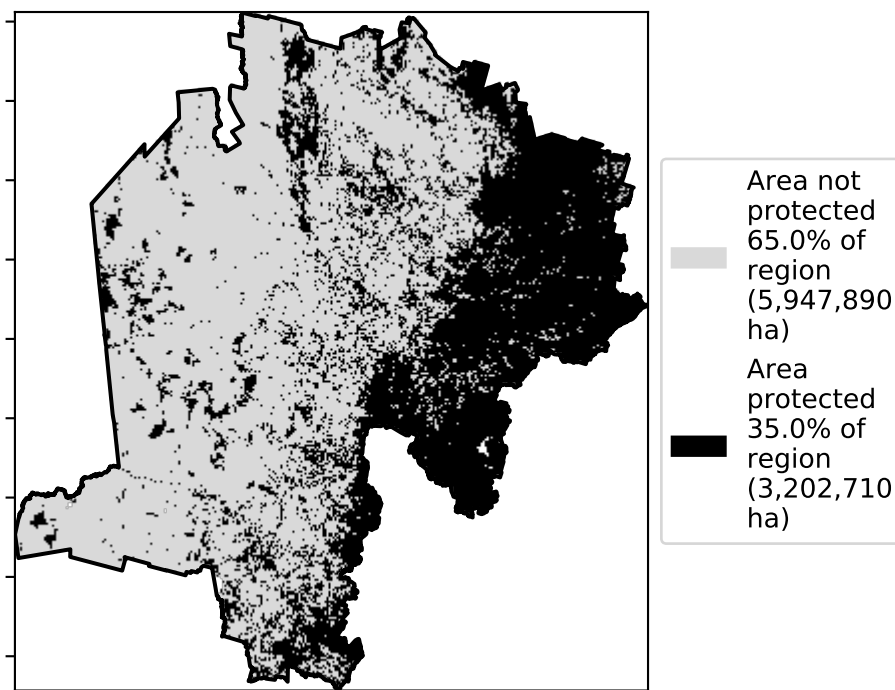 Area not
protected
65.0% of
region
(5,947,890
ha)
Area
protected
35.0% of
region
(3,202,710
ha)